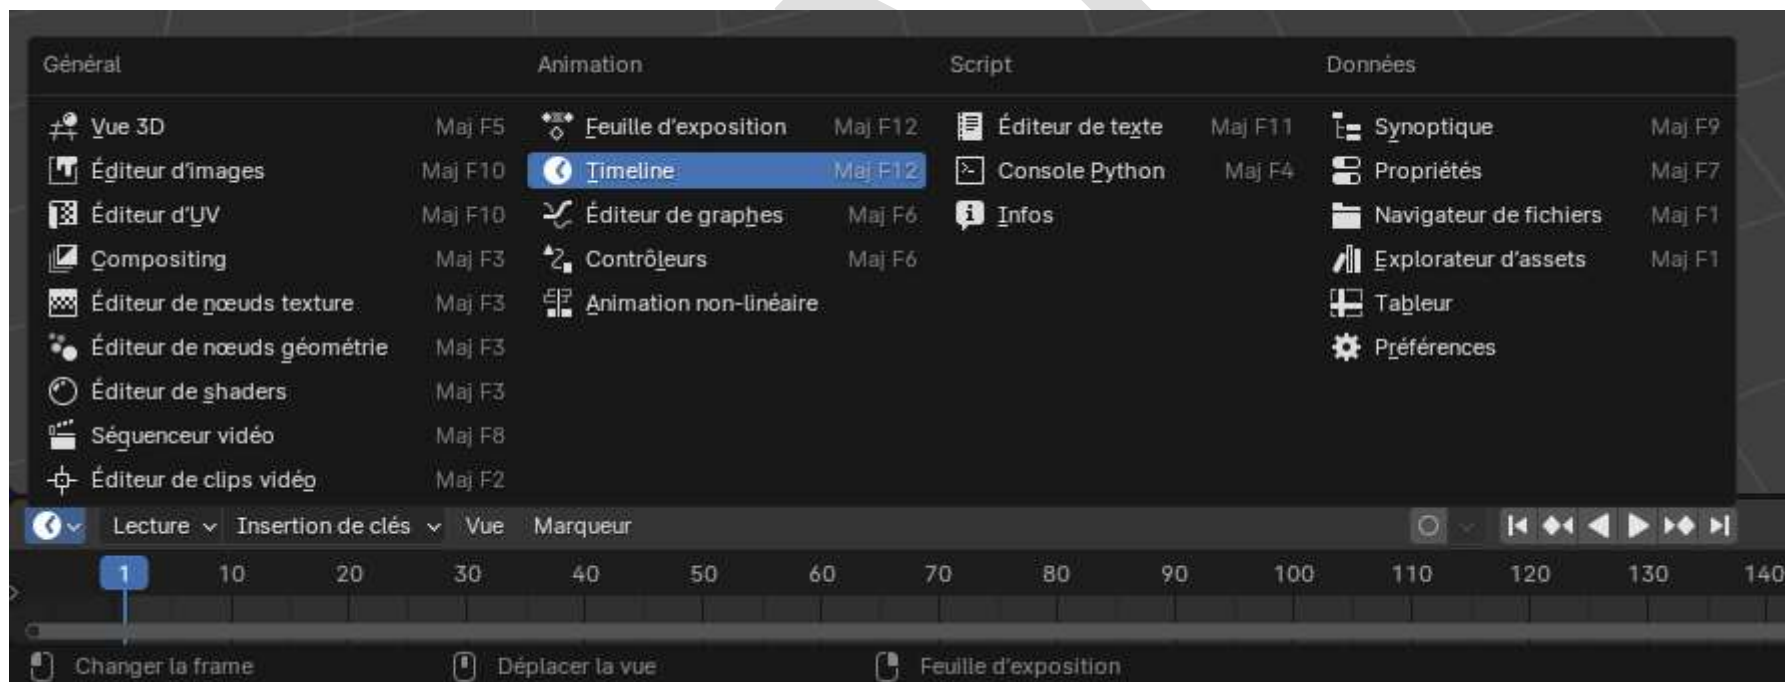 Général
Vue 3D Maj F5
Éditeur d'images Maj F10
Éditeur d'UV Maj F10
Compositing Maj F3
Éditeur de nœuds texture Maj F3
Éditeur de nœuds géométrie Maj F3
Éditeur de shaders Maj F3
Séquenceur vidéo Maj F8
Éditeur de clips vidéo Maj F2
Animation
Feuille d'exposition Maj F12
Timeline Maj F12
Éditeur de graphes Maj F6
Contrôleurs Maj F6
Animation non-linéaire
Script
Éditeur de texte Maj F11
Console Python Maj F4
Infos
Données
Synoptique Maj F9
Propriétés Maj F7
Navigateur de fichiers Maj F1
Explorateur d'assets Maj F1
Tableur
Préférences
Lecture Insertion de clés Vue Marqueur
1 10 20 30 40 50 60 70 80 90 100 110 120 130 140
Changer la frame Déplacer la vue Feuille d'exposition